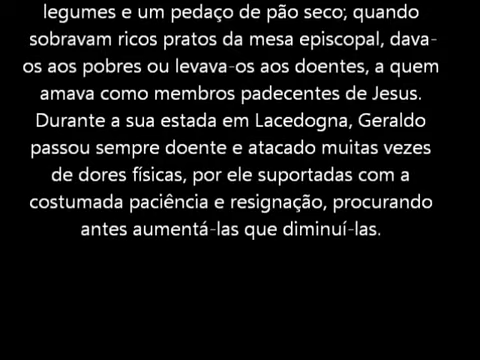 legumes e um pedaço de pão seco; quando
sobravam ricos pratos da mesa episcopal, dava-
os aos pobres ou levava-os aos doentes, a quem
amava como membros padecentes de Jesus.
Durante a sua estada em Lacedogna, Geraldo
passou sempre doente e atacado muitas vezes
de dores físicas, por ele suportadas com a
costumada paciência e resignação, procurando
antes aumentá-las que diminuí-las.